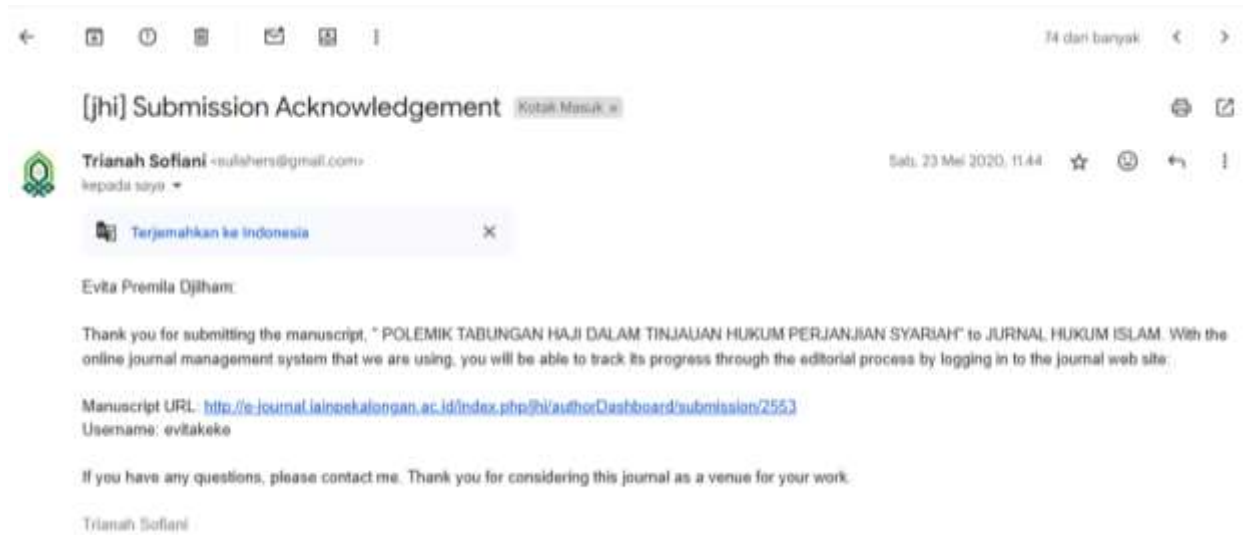 74 dari banyak
[jhi] Submission Acknowledgement Kotak Masuk x
Trianah Sofiani <sulishers@gmail.com>
Sab, 23 Mei 2020, 11.44
kepada saya
Terjemahkan ke Indonesia
Evita Premila Djilham:
Thank you for submitting the manuscript, " POLEMIK TABUNGAN HAJI DALAM TINJAUAN HUKUM PERJANJIAN SYARIAH" to JURNAL HUKUM ISLAM. With the
online journal management system that we are using, you will be able to track its progress through the editorial process by logging in to the journal web site:
Manuscript URL: http://e-journal.iainpekalongan.ac.id/index.php/jhi/authorDashboard/submission/2553
Username: evitakeke
If you have any questions, please contact me. Thank you for considering this journal as a venue for your work.
Trianah Sofiani